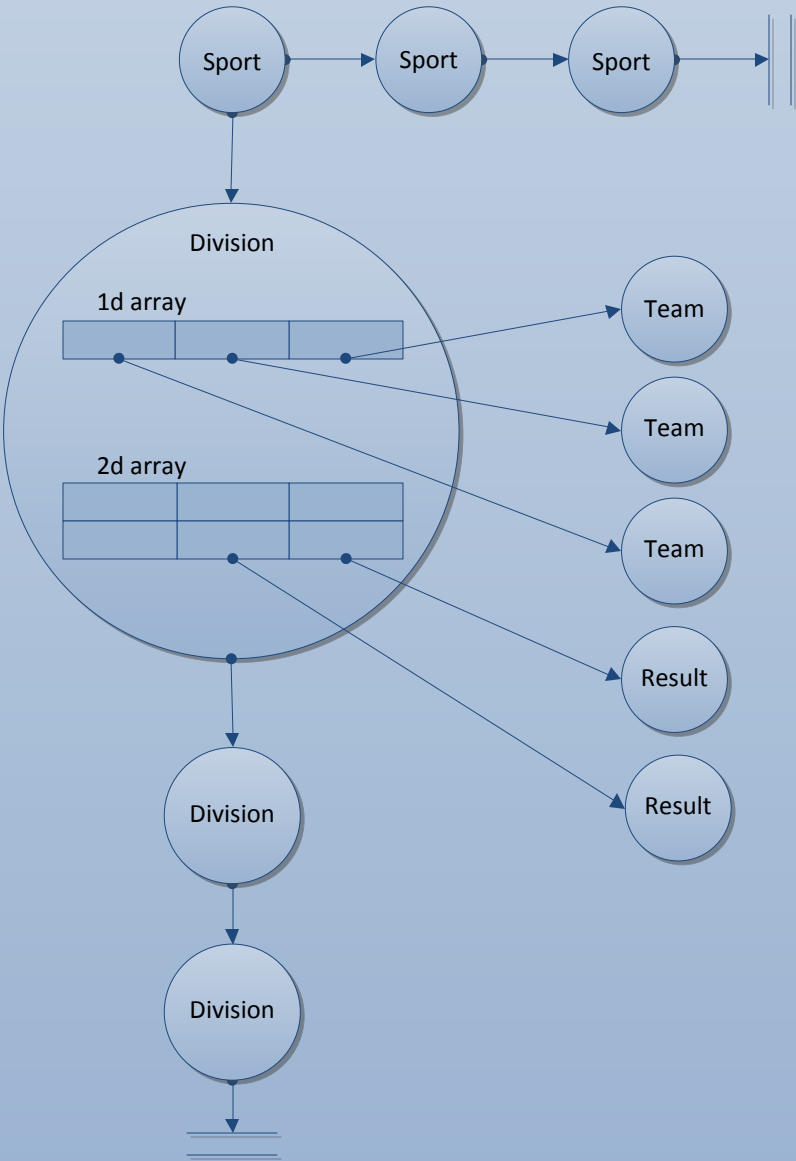 Sport
Sport
Sport
Division
1d array
Team
Team
2d array
Team
Result
Result
Division
Division